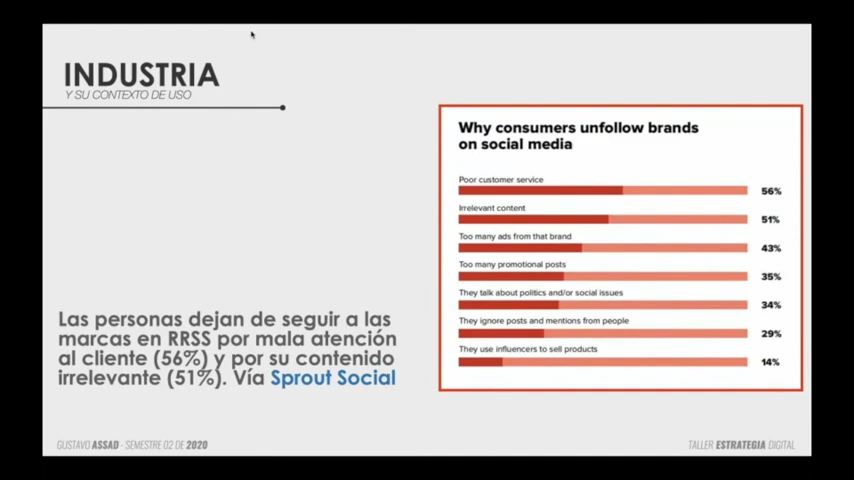 INDUSTRIA
Y SU CONTEXTO DE USO
Why consumers unfollow brands
on social media
Poor customer service
56%
Irrelevant content
51%
Too many ads from that brand
43%
Too many promotional posts
35%
They talk about politics and/or social issues
34%
They ignore posts and mentions from people
29%
They use influencers to sell products
14%
Las personas dejan de seguir a las
marcas en RRSS por mala atención
al cliente (56%) y por su contenido
irrelevante (51%). Vía Sprout Social
GUSTAVO ASSAD - SEMESTRE 02 DE 2020
TALLER ESTRATEGIA DIGITAL